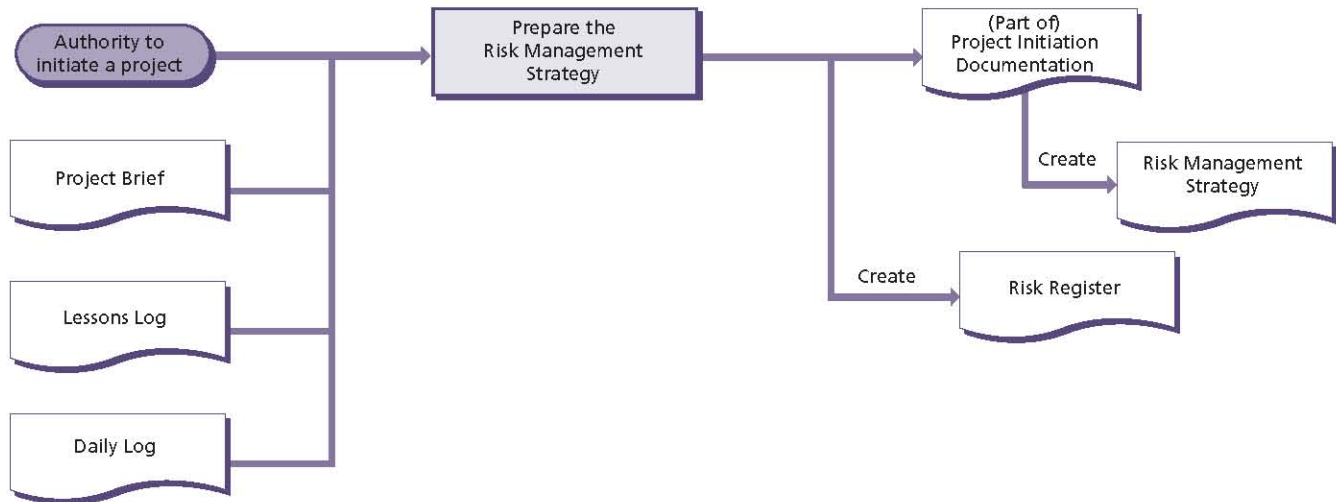 Authority to
initiate a project
Prepare the
Risk Management
Strategy
(Part of)
Project Initiation
Documentation
Project Brief
Create
Risk Management
Strategy
Lessons Log
Create
Risk Register
Daily Log